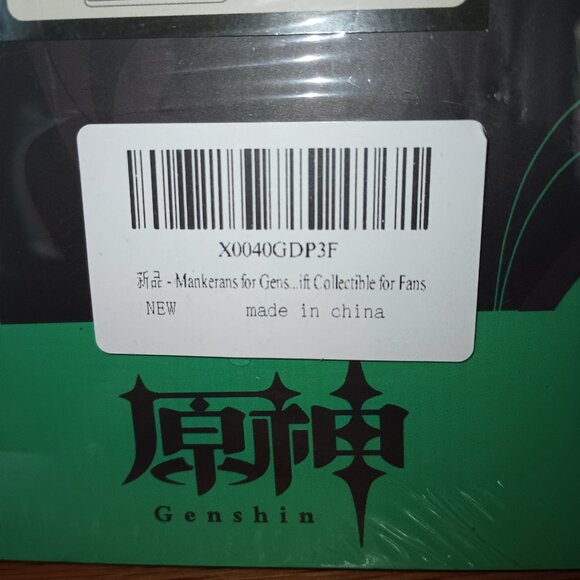 X0040GDP3F
新品 - Mankerans for Gens...ift Collectible for Fans
NEW made in china
原神
Genshin